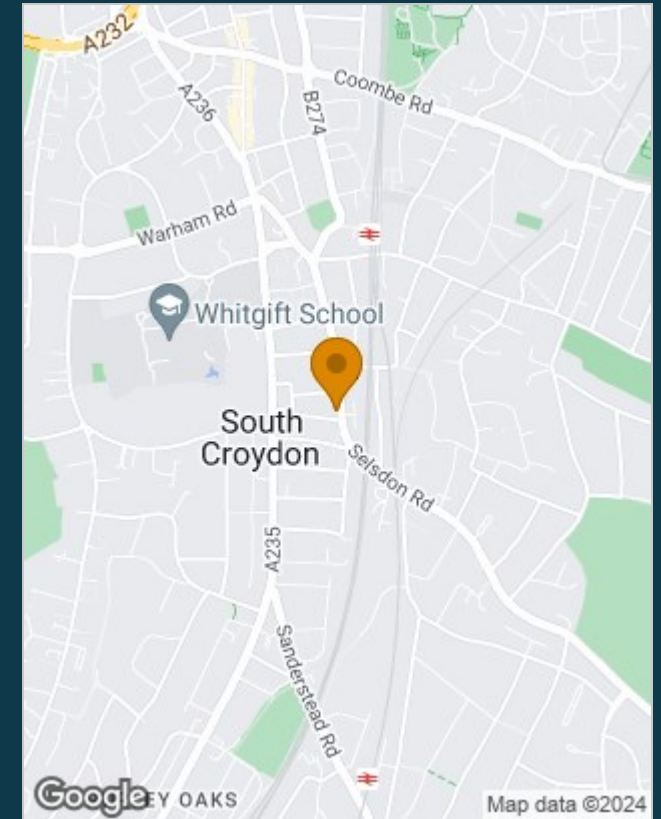 A232
A236
B274
Coombe Rd
Warham Rd
Whitgift School
South
Croydon
Selsdon Rd
A235
Sanderstead Rd
Google
EY OAKS
Map data ©2024